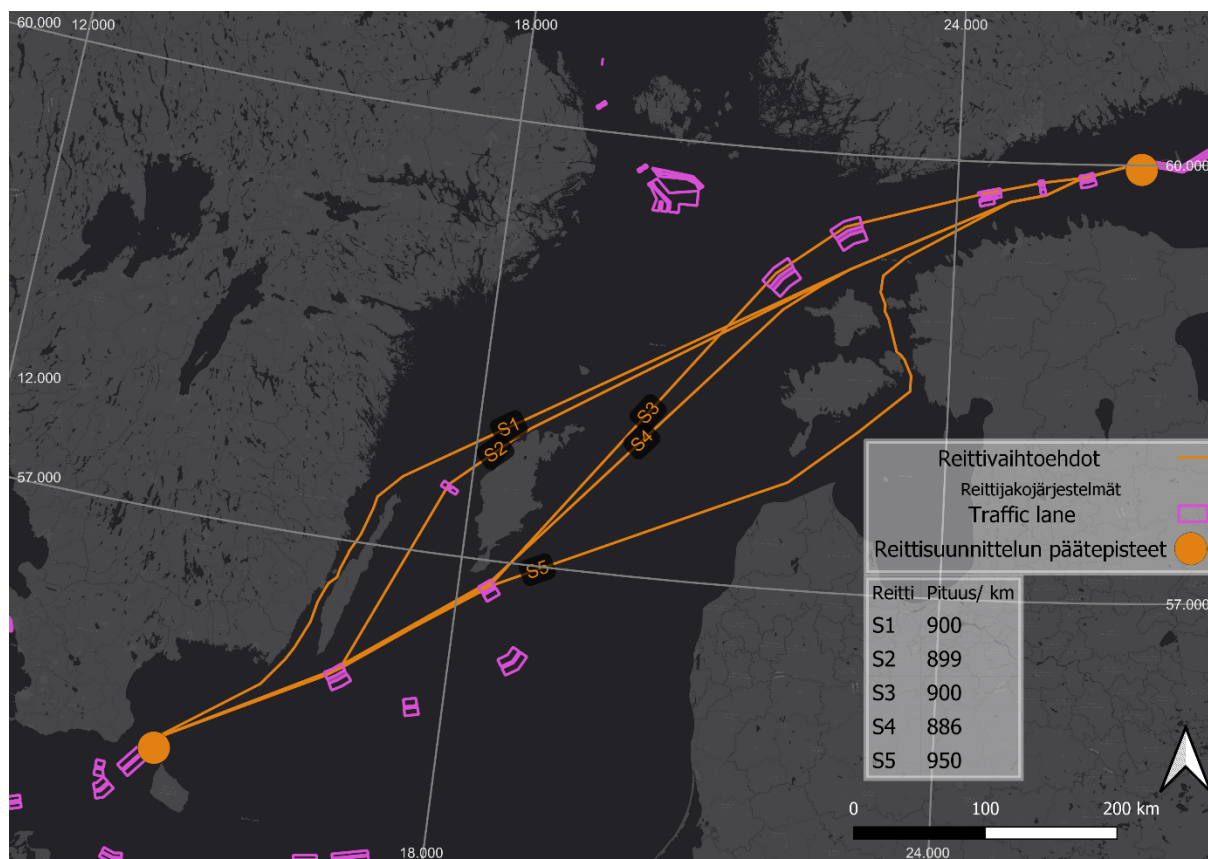 60.000
12.000
18.000
24.000
60.000
12.000
57.000
S1
S2
S3
S4
S5
Reittivaihtoehdot
Reittijakojärjestelmät
Traffic lane
Reittisuunnittelun päätepisteet
Reitti Pituus/ km
S1 900
S2 899
S3 900
S4 886
S5 950
57.000
0 100 200 km
18.000
24.000